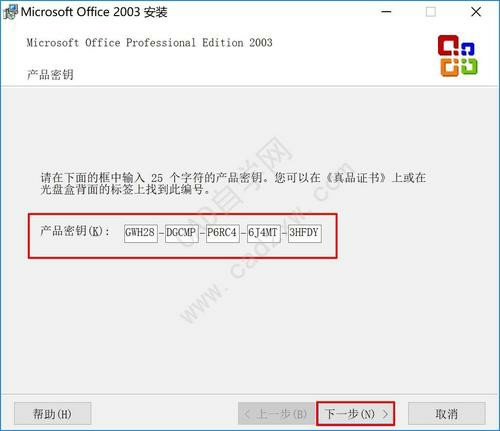 Microsoft Office 2003 安装
Microsoft Office Professional Edition 2003
产品密钥
请在下面的框中输入 25 个字符的产品密钥。您可以在《真品证书》上或在
光盘盒背面的标签上找到此编号。
产品密钥(K): GWH28-DGCMP-P6RC4-6J4MT-3HFDY
CAD自学网
www.cadzxw.com
帮助(H) < 上一步(B) 下一步(N) > 取消